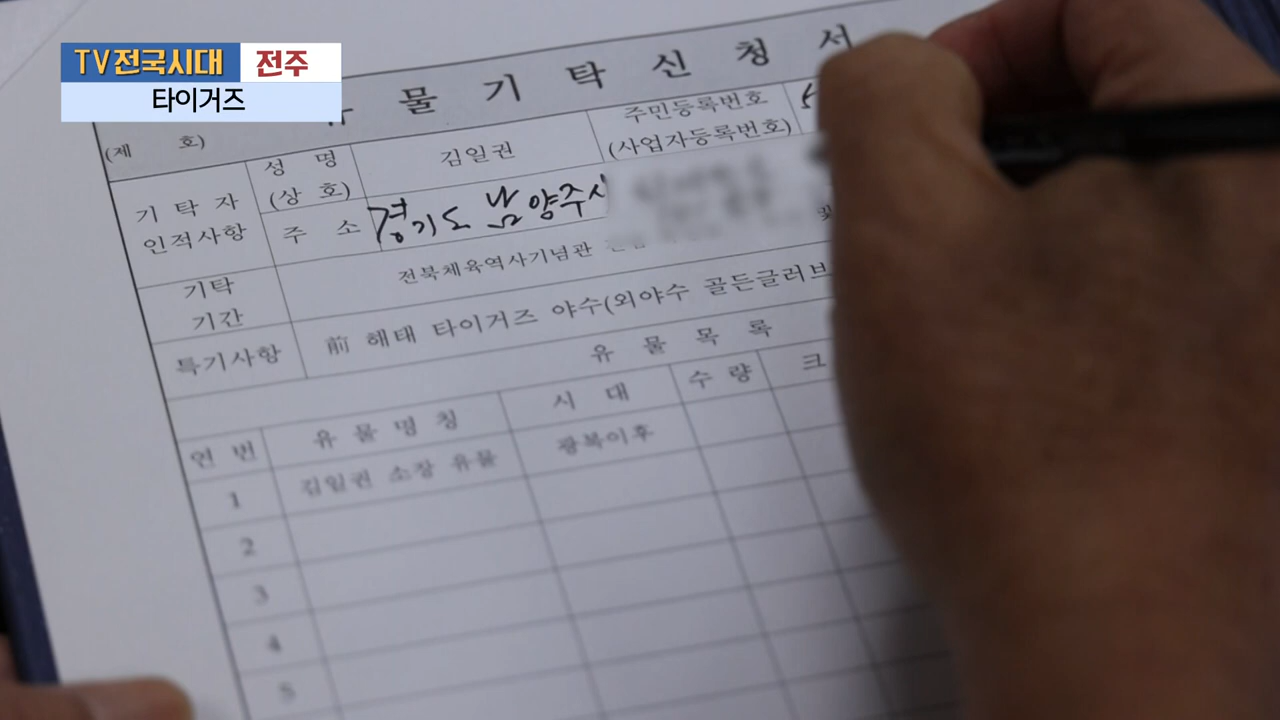 TV전국시대 전주
타이거즈
유 물 기 탁 신 청 서
(제 호)
기 탁 자
인적사항
성 명
(상 호)
김일권
주민등록번호
(사업자등록번호)
주 소
경기도 남양주시
기탁
기간
전북체육역사기념관
특기사항
前 해태 타이거즈 야수(외야수 골든글러브
유 물 목 록
연 번
유 물 명 칭
시 대
수 량
크
1
김일권 소장 유물
광복이후
2
3
4
5